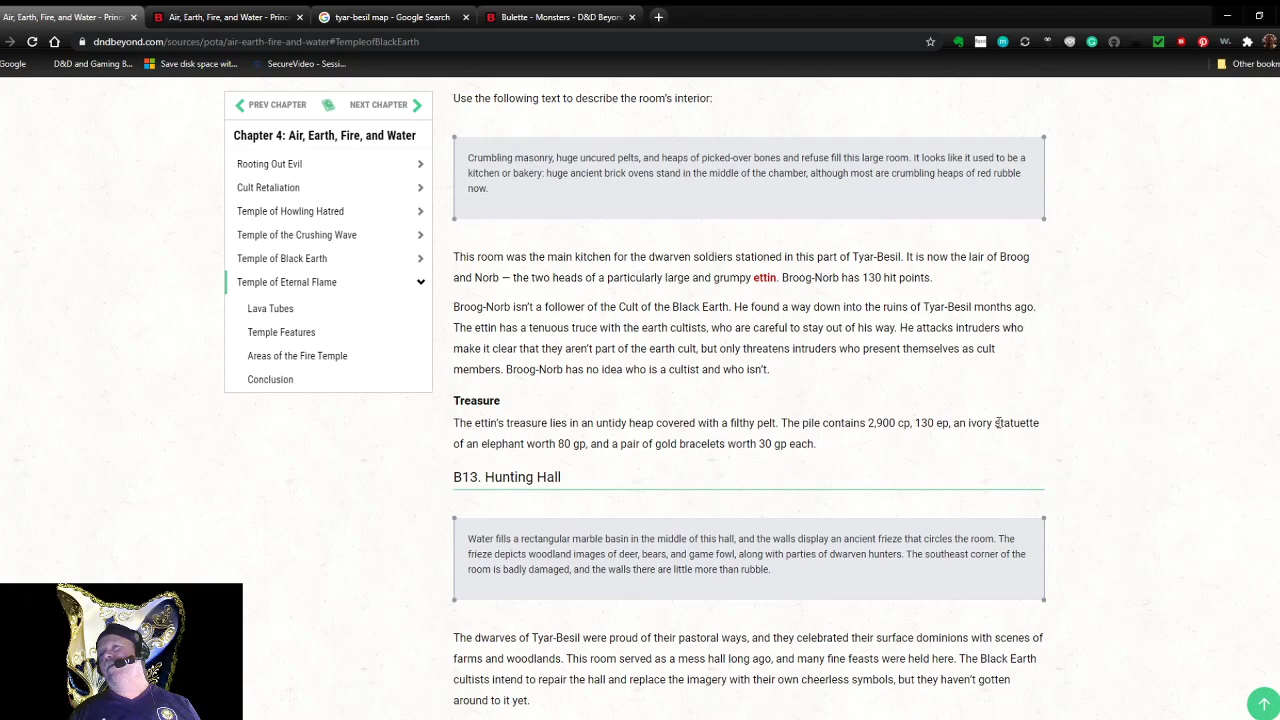 Air, Earth, Fire, and Water - Princ
Air, Earth, Fire, and Water - Prin
tyar-besil map - Google Search
Bulette - Monsters - D&D Beyon
dndbeyond.com/sources/pota/air-earth-fire-and-water#TempleofBlackEarth
Google
D&D and Gaming B...
Save disk space wit...
SecureVideo - Sessi...
Other bookm
PREV CHAPTER
NEXT CHAPTER
Chapter 4: Air, Earth, Fire, and Water
Rooting Out Evil
Cult Retaliation
Temple of Howling Hatred
Temple of the Crushing Wave
Temple of Black Earth
Temple of Eternal Flame
Lava Tubes
Temple Features
Areas of the Fire Temple
Conclusion
Use the following text to describe the room's interior:
Crumbling masonry, huge uncured pelts, and heaps of picked-over bones and refuse fill this large room. It looks like it used to be a
kitchen or bakery: huge ancient brick ovens stand in the middle of the chamber, although most are crumbling heaps of red rubble
now.
This room was the main kitchen for the dwarven soldiers stationed in this part of Tyar-Besil. It is now the lair of Broog
and Norb — the two heads of a particularly large and grumpy ettin. Broog-Norb has 130 hit points.
Broog-Norb isn't a follower of the Cult of the Black Earth. He found a way down into the ruins of Tyar-Besil months ago.
The ettin has a tenuous truce with the earth cultists, who are careful to stay out of his way. He attacks intruders who
make it clear that they aren't part of the earth cult, but only threatens intruders who present themselves as cult
members. Broog-Norb has no idea who is a cultist and who isn't.
Treasure
The ettin's treasure lies in an untidy heap covered with a filthy pelt. The pile contains 2,900 cp, 130 ep, an ivory statuette
of an elephant worth 80 gp, and a pair of gold bracelets worth 30 gp each.
B13. Hunting Hall
Water fills a rectangular marble basin in the middle of this hall, and the walls display an ancient frieze that circles the room. The
frieze depicts woodland images of deer, bears, and game fowl, along with parties of dwarven hunters. The southeast corner of the
room is badly damaged, and the walls there are little more than rubble.
The dwarves of Tyar-Besil were proud of their pastoral ways, and they celebrated their surface dominions with scenes of
farms and woodlands. This room served as a mess hall long ago, and many fine feasts were held here. The Black Earth
cultists intend to repair the hall and replace the imagery with their own cheerless symbols, but they haven't gotten
around to it yet.